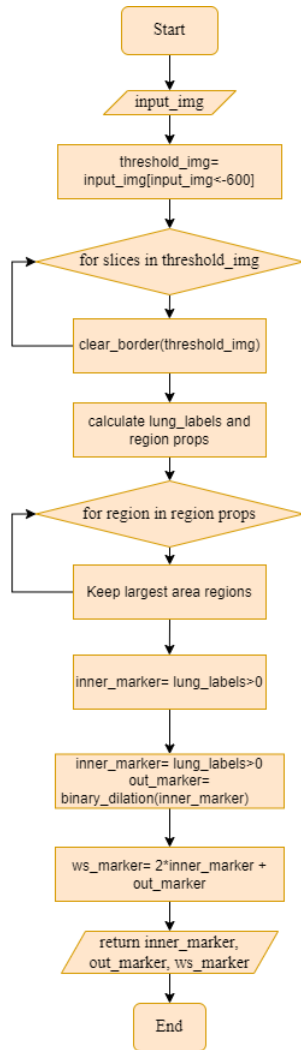 Start
input_img
threshold_img=
input_img[input_img<-600]
for slices in threshold_img
clear_border(threshold_img)
calculate lung_labels and
region props
for region in region props
Keep largest area regions
inner_marker= lung_labels>0
inner_marker= lung_labels>0
out_marker=
binary_dilation(inner_marker)
ws_marker= 2*inner_marker +
out_marker
return inner_marker,
out_marker, ws_marker
End